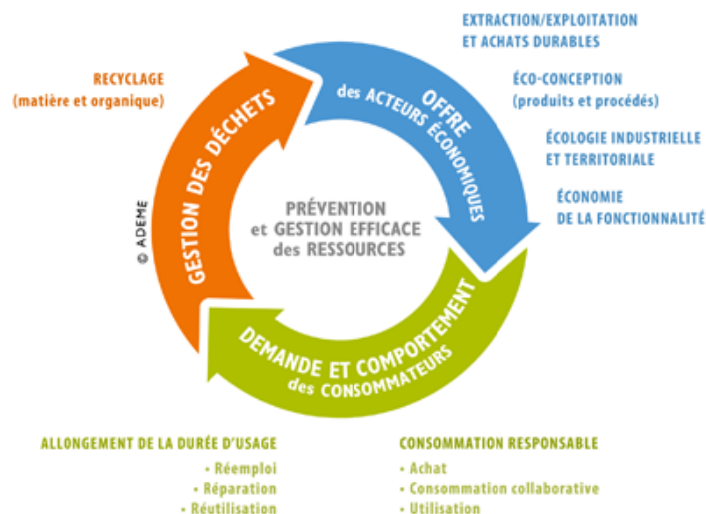 EXTRACTION/EXPLOITATION
ET ACHATS DURABLES
ÉCO-CONCEPTION
(produits et procédés)
ÉCOLOGIE INDUSTRIELLE
ET TERRITORIALE
ÉCONOMIE
DE LA FONCTIONNALITÉ
OFFRE
des ACTEURS ÉCONOMIQUES
RECYCLAGE
(matière et organique)
GESTION DES DÉCHETS
© ADEME
PRÉVENTION
et GESTION EFFICACE
des RESSOURCES
DEMANDE ET COMPORTEMENT
des CONSOMMATEURS
ALLONGEMENT DE LA DURÉE D'USAGE
• Réemploi
• Réparation
• Réutilisation
CONSOMMATION RESPONSABLE
• Achat
• Consommation collaborative
• Utilisation